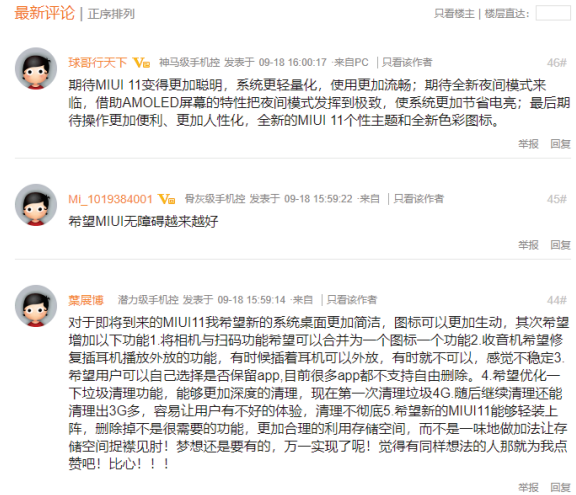 最新评论 | 正序排列
只看楼主 | 楼层直达：
球哥行天下 V 神马级手机控 发表于 09-18 16:00:17 ·来自PC | 只看该作者
46#
期待MIUI 11变得更加聪明，系统更轻量化，使用更加流畅；期待全新夜间模式来
临，借助AMOLED屏幕的特性把夜间模式发挥到极致，使系统更加节省电亮；最后期
待操作更加便利、更加人性化，全新的MIUI 11个性主题和全新色彩图标。
举报 回复
Mi_1019384001 V 骨灰级手机控 发表于 09-18 15:59:22 ·来自 | 只看该作者
45#
希望MIUI无障碍越来越好
举报 回复
葉展博 潜力级手机控 发表于 09-18 15:59:14 ·来自 | 只看该作者
44#
对于即将到来的MIUI11我希望新的系统桌面更加简洁，图标可以更加生动，其次希望
增加以下功能1.将相机与扫码功能希望可以合并为一个图标一个功能2.收音机希望修
复插耳机播放外放的功能，有时候插着耳机可以外放，有时就不可以，感觉不稳定3.
希望用户可以自己选择是否保留app,目前很多app都不支持自由删除。4.希望优化一
下垃圾清理功能，能够更加深度的清理，现在第一次清理垃圾4G.随后继续清理还能
清理出3G多，容易让用户有不好的体验，清理不彻底5.希望新的MIUI11能够轻装上
阵，删除掉不是很需要的功能，更加合理的利用存储空间，而不是一味地做加法让存
储空间捉襟见肘！梦想还是要有的，万一实现了呢！觉得有同样想法的人那就为我点
赞吧！比心！！！
举报 回复